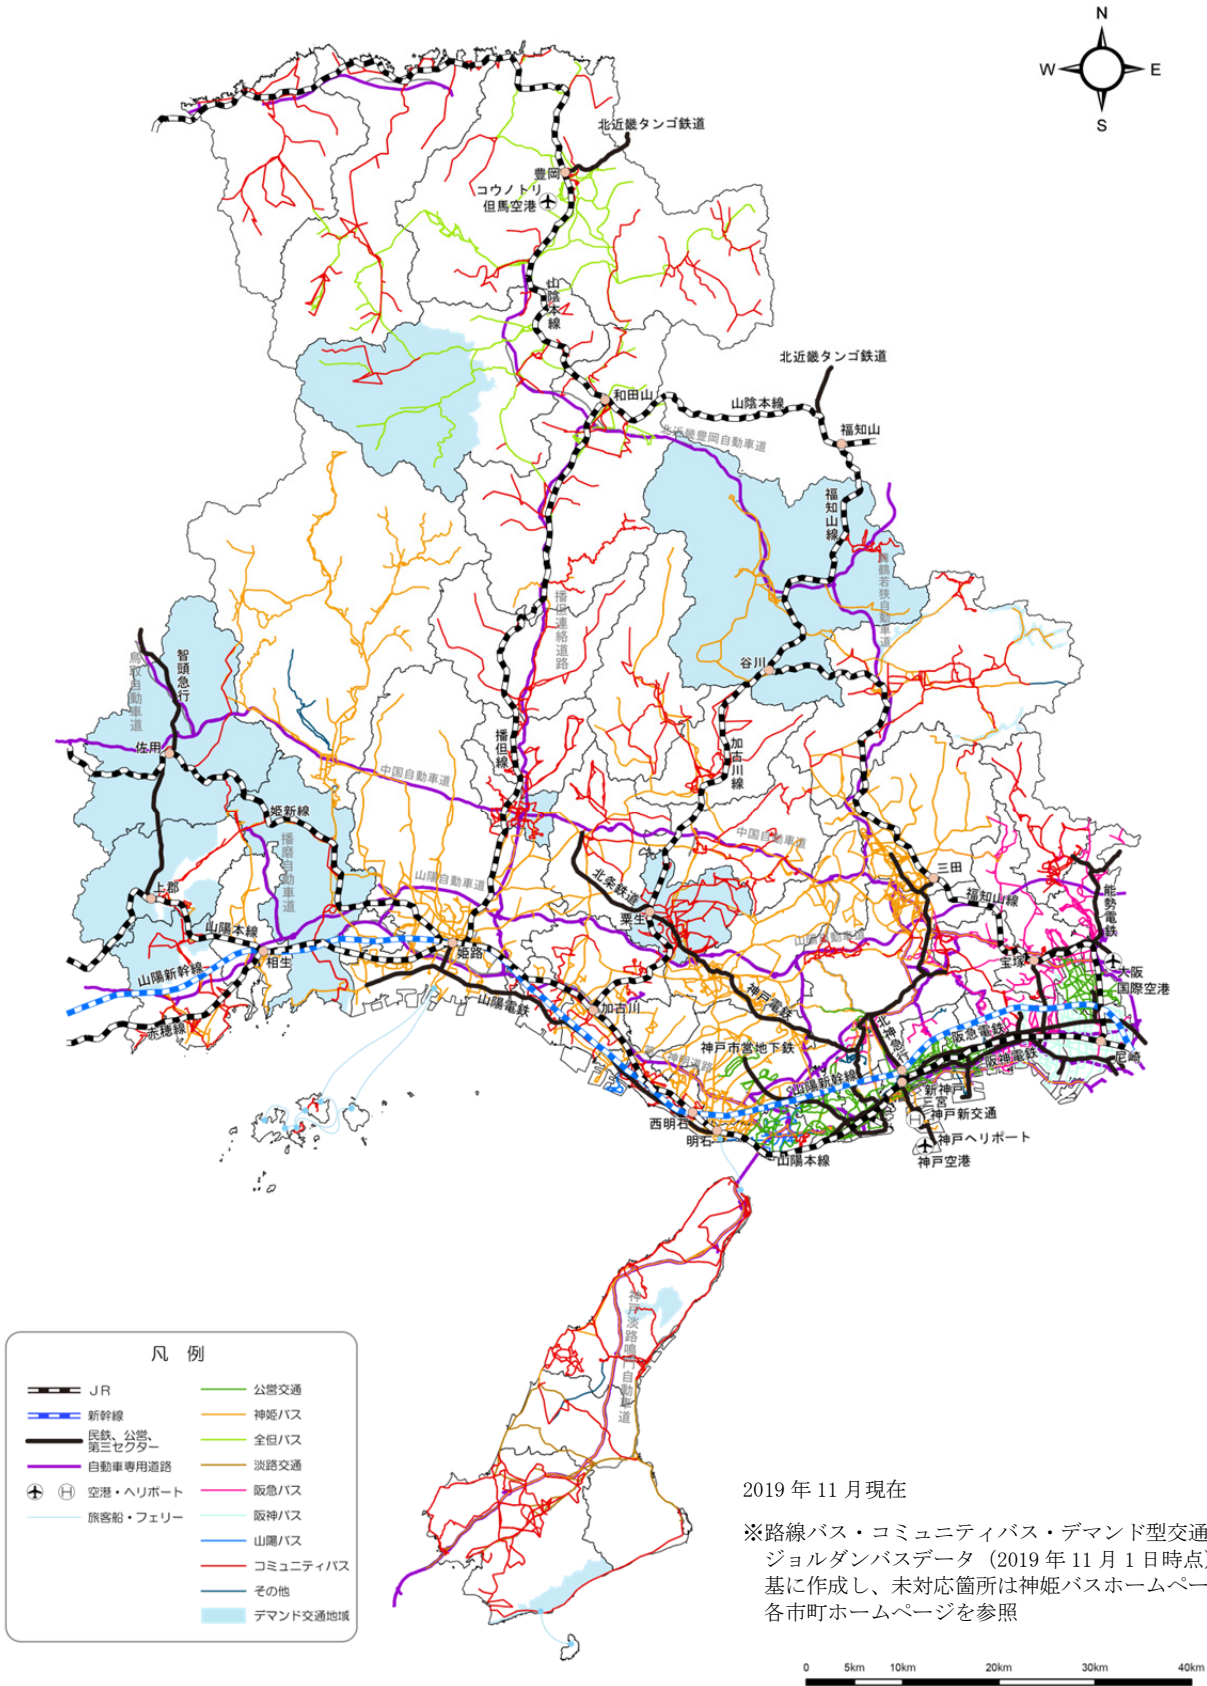 N
W
E
S
北近畿タンゴ鉄道
豊岡
コウノトリ
但馬空港
山陰本線
北近畿タンゴ鉄道
和田山
山陰本線
福知山
北近畿豊岡自動車道
福知山線
舞鶴若狭自動車道
播但連絡道路
谷川
智頭急行
鳥取自動車道
佐用
播但線
加古川線
中国自動車道
姫新線
中国自動車道
播磨自動車道
山陽自動車道
北条鉄道
三田
上郡
粟生
福知山線
能勢電鉄
山陽本線
山陽自動車道
姫路
宝塚
相生
大阪
国際空港
山陽新幹線
神戸電鉄
山陽電鉄
加古川
赤穂線
北神急行
阪急電鉄
神戸市営地下鉄
阪神電鉄
尼崎
第二神明道路
山陽新幹線
新神戸
三宮
西明石
神戸新交通
明石
神戸ヘリポート
山陽本線
神戸空港
神戸淡路鳴門自動車道
凡 例
JR
新幹線
民鉄、公営、
第三セクター
自動車専用道路
H
空港・ヘリポート
旅客船・フェリー
公営交通
神姫バス
全但バス
淡路交通
阪急バス
阪神バス
山陽バス
コミュニティバス
その他
デマンド交通地域
2019 年 11 月現在
※路線バス・コミュニティバス・デマンド型交通
ジョルダンバスデータ（2019 年 11 月 1 日時点）
基に作成し、未対応箇所は神姫バスホームペー
各市町ホームページを参照
0 5km 10km 20km 30km 40km